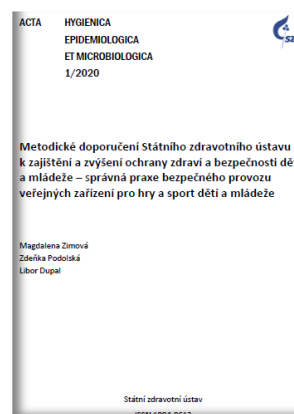 ACTA HYGIENICA
EPIDEMIOLOGICA
ET MICROBIOLOGICA
1/2020
Metodické doporučení Státního zdravotního ústavu
k zajištění a zvýšení ochrany zdraví a bezpečnosti dě
a mládeže – správná praxe bezpečného provozu
veřejných zařízení pro hry a sport dětí a mládeže
Magdalena Zimová
Zdeňka Podolská
Libor Dupal
Státní zdravotní ústav